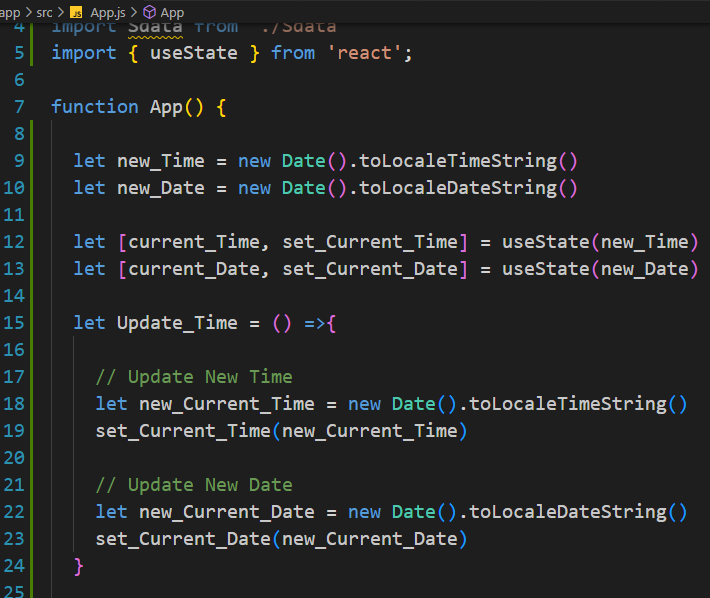 app > src > JS App.js > App
4 import Sdata from './Sdata
5 import { useState } from 'react';
6
7 function App() {
8
9 let new_Time = new Date().toLocaleTimeString()
10 let new_Date = new Date().toLocaleDateString()
11
12 let [current_Time, set_Current_Time] = useState(new_Time)
13 let [current_Date, set_Current_Date] = useState(new_Date)
14
15 let Update_Time = () =>{
16
17 // Update New Time
18 let new_Current_Time = new Date().toLocaleTimeString()
19 set_Current_Time(new_Current_Time)
20
21 // Update New Date
22 let new_Current_Date = new Date().toLocaleDateString()
23 set_Current_Date(new_Current_Date)
24 }
25